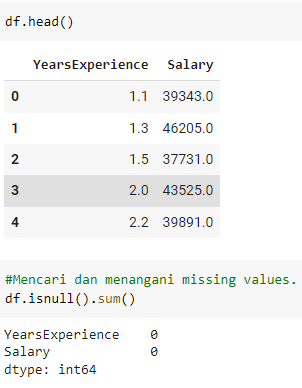 df.head()
YearsExperience Salary
0 1.1 39343.0
1 1.3 46205.0
2 1.5 37731.0
3 2.0 43525.0
4 2.2 39891.0
#Mencari dan menangani missing values.
df.isnull().sum()
YearsExperience 0
Salary 0
dtype: int64